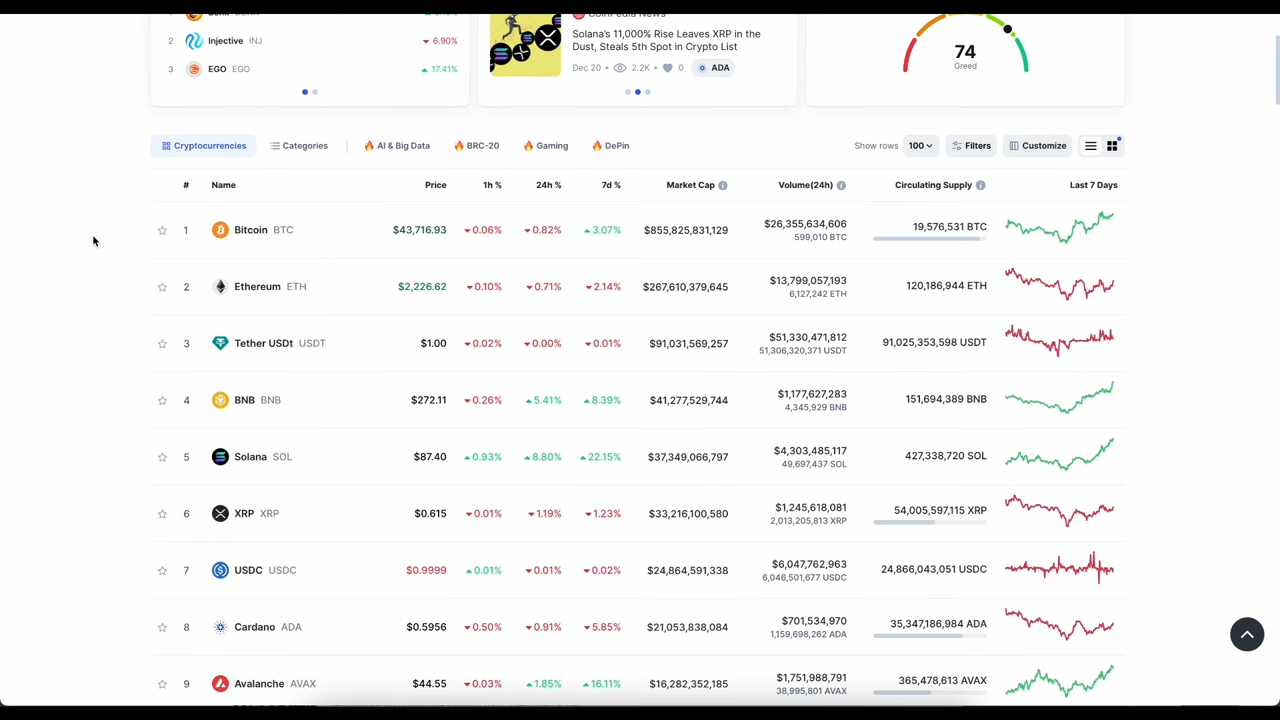 2 Injective INJ 6.90%
3 EGO EGO 17.41%
CoinPedia News
Solana's 11,000% Rise Leaves XRP in
the Dust, Steals 5th Spot in Crypto List
Dec 20 • 2.2K • 0 ADA
74
Greed
Cryptocurrencies Categories AI & Big Data BRC-20 Gaming DePin Show rows 100 Filters Customize
# Name Price 1h % 24h % 7d % Market Cap Volume(24h) Circulating Supply Last 7 Days
1 Bitcoin BTC $43,716.93 0.06% 0.82% 3.07% $855,825,831,129 $26,355,634,606 19,576,531 BTC
599,010 BTC
2 Ethereum ETH $2,226.62 0.10% 0.71% 2.14% $267,610,379,645 $13,799,057,193 120,186,944 ETH
6,127,242 ETH
3 Tether USDt USDT $1.00 0.02% 0.00% 0.01% $91,031,569,257 $51,330,471,812 91,025,353,598 USDT
51,306,320,371 USDT
4 BNB BNB $272.11 0.26% 5.41% 8.39% $41,277,529,744 $1,177,627,283 151,694,389 BNB
4,345,929 BNB
5 Solana SOL $87.40 0.93% 8.80% 22.15% $37,349,066,797 $4,303,485,117 427,338,720 SOL
49,697,437 SOL
6 XRP XRP $0.615 0.01% 1.19% 1.23% $33,216,100,580 $1,245,618,081 54,005,597,115 XRP
2,013,205,813 XRP
7 USDC USDC $0.9999 0.01% 0.01% 0.02% $24,864,591,338 $6,047,762,963 24,866,043,051 USDC
6,046,501,677 USDC
8 Cardano ADA $0.5956 0.50% 0.91% 5.85% $21,053,838,084 $701,534,970 35,347,186,984 ADA
1,159,698,262 ADA
9 Avalanche AVAX $44.55 0.03% 1.85% 16.11% $16,282,352,185 $1,751,988,791 365,478,613 AVAX
38,995,801 AVAX